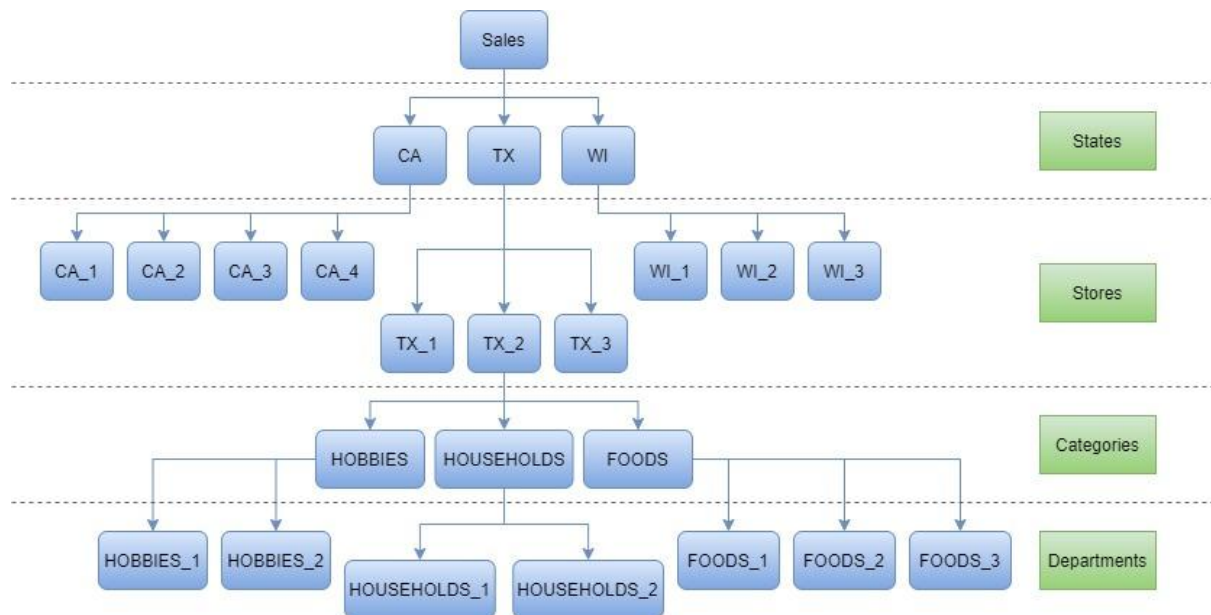 Sales
CA
TX
WI
States
CA_1
CA_2
CA_3
CA_4
WI_1
WI_2
WI_3
TX_1
TX_2
TX_3
Stores
HOBBIES
HOUSEHOLDS
FOODS
Categories
HOBBIES_1
HOBBIES_2
HOUSEHOLDS_1
HOUSEHOLDS_2
FOODS_1
FOODS_2
FOODS_3
Departments